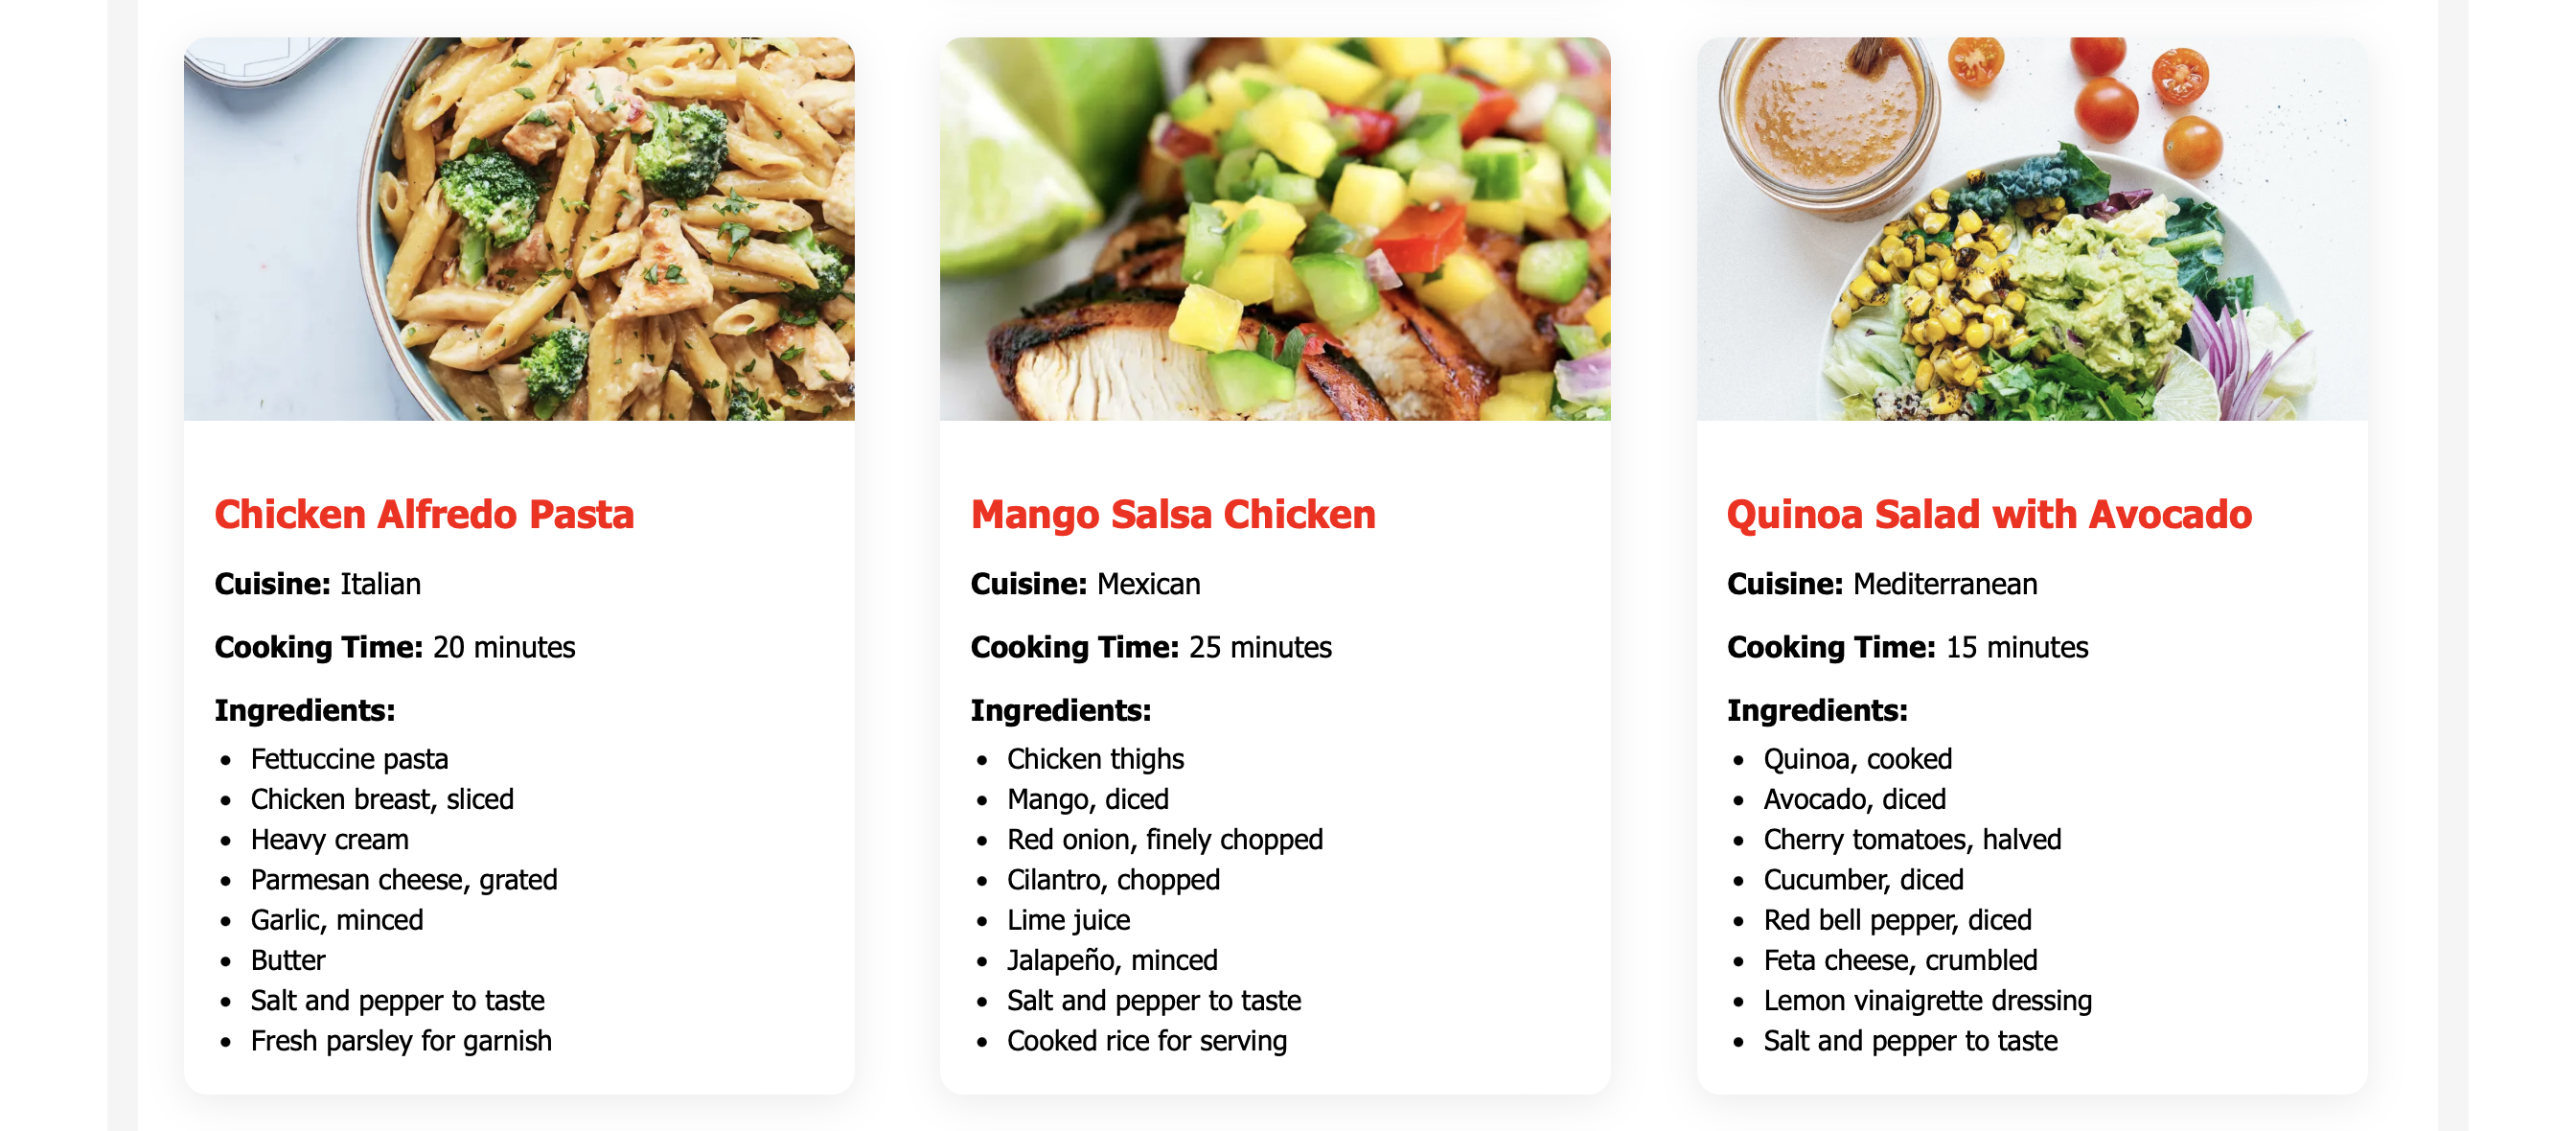 Chicken Alfredo Pasta
Cuisine: Italian
Cooking Time: 20 minutes
Ingredients:
• Fettuccine pasta
• Chicken breast, sliced
• Heavy cream
• Parmesan cheese, grated
• Garlic, minced
• Butter
• Salt and pepper to taste
• Fresh parsley for garnish
Mango Salsa Chicken
Cuisine: Mexican
Cooking Time: 25 minutes
Ingredients:
• Chicken thighs
• Mango, diced
• Red onion, finely chopped
• Cilantro, chopped
• Lime juice
• Jalapeño, minced
• Salt and pepper to taste
• Cooked rice for serving
Quinoa Salad with Avocado
Cuisine: Mediterranean
Cooking Time: 15 minutes
Ingredients:
• Quinoa, cooked
• Avocado, diced
• Cherry tomatoes, halved
• Cucumber, diced
• Red bell pepper, diced
• Feta cheese, crumbled
• Lemon vinaigrette dressing
• Salt and pepper to taste